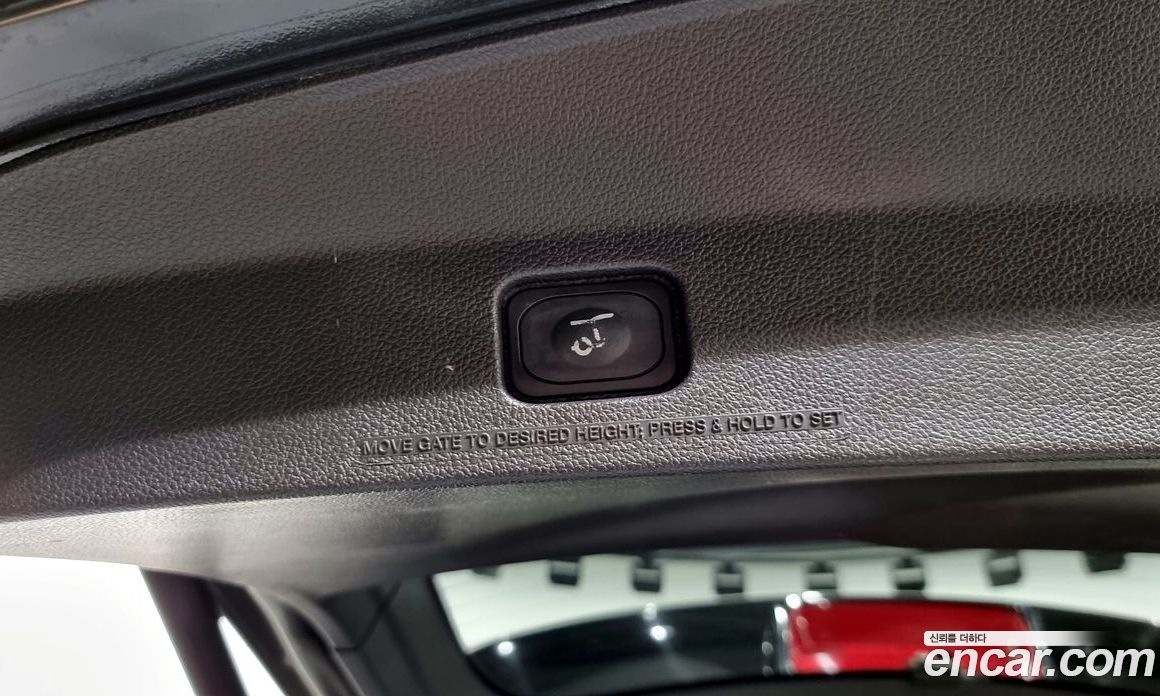 MOVE GATE TO DESIRED HEIGHT; PRESS & HOLD TO SET
신뢰를 더하다
encar.com